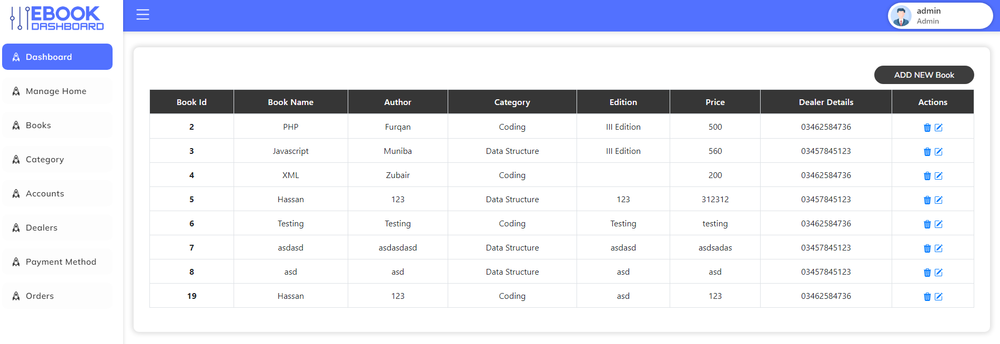 EBOOK
DASHBOARD
admin
Admin
Dashboard
Manage Home
Books
Category
Accounts
Dealers
Payment Method
Orders
ADD NEW Book
Book Id Book Name Author Category Edition Price Dealer Details Actions
2 PHP Furqan Coding III Edition 500 03462584736
3 Javascript Muniba Data Structure III Edition 560 03457845123
4 XML Zubair Coding 200 03462584736
5 Hassan 123 Data Structure 123 312312 03457845123
6 Testing Testing Coding Testing testing 03462584736
7 asdasd asdasdasd Data Structure asdasd asdsadas 03457845123
8 asd asd Data Structure asd asd 03457845123
19 Hassan 123 Coding asd 123 03462584736